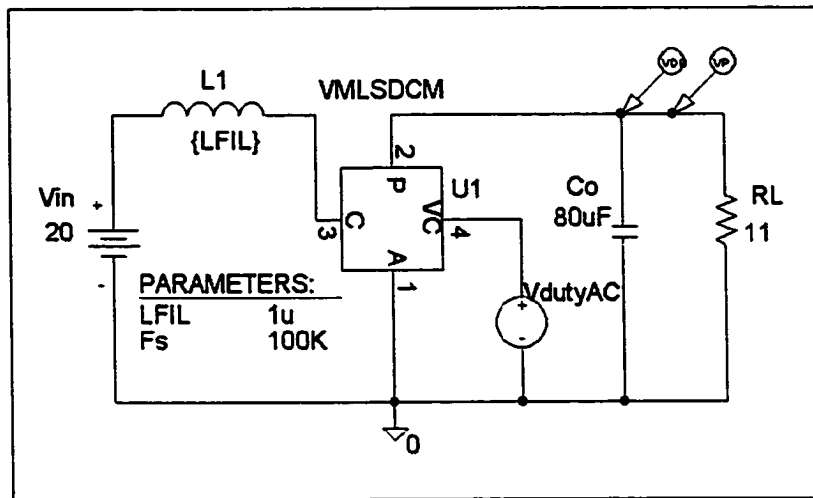 L1
{LFIL}
VMLSDCM
VP
Vin
+
20
-
C
3
P
2
U1
VC
4
A
1
PARAMETERS:
LFIL 1u
Fs 100K
VdutyAC
+
-
Co
80uF
RL
11
0